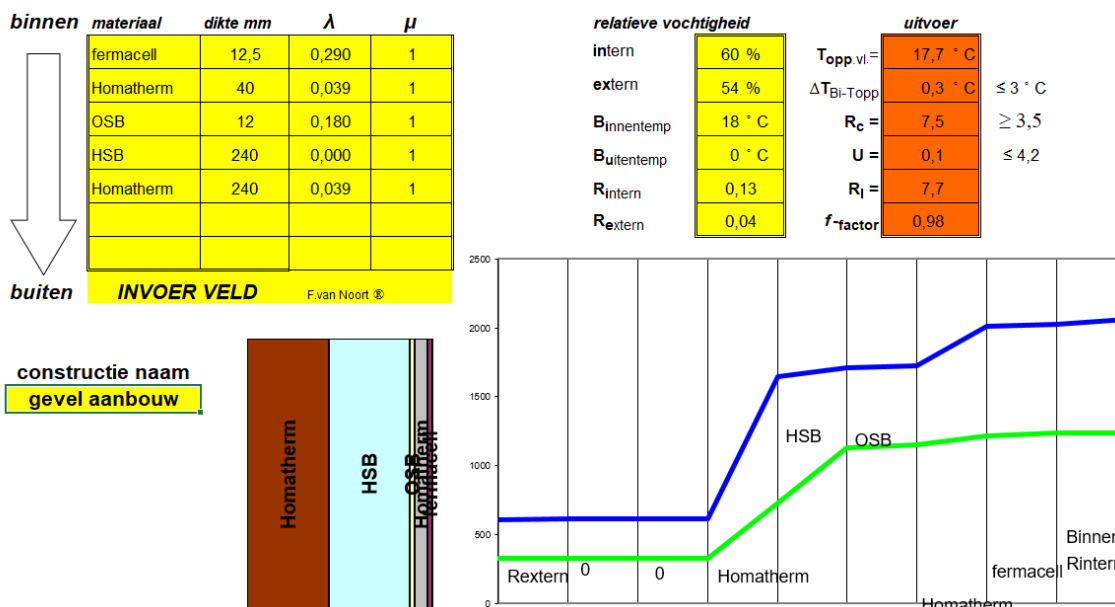 binnen materiaal dikte mm λ μ
fermacell 12,5 0,290 1
Homatherm 40 0,039 1
OSB 12 0,180 1
HSB 240 0,000 1
Homatherm 240 0,039 1
buiten INVOER VELD F.van Noort ®
relatieve vochtigheid uitvoer
intern 60 % Topp.vl.= 17,7 °C
extern 54 % ΔTBi-Topp 0,3 °C ≤ 3 °C
Binnentemp 18 °C Rc = 7,5 ≥ 3,5
Buitentemp 0 °C U = 0,1 ≤ 4,2
Rintern 0,13 Rl = 7,7
Rextern 0,04 f-factor 0,98
constructie naam
gevel aanbouw
Homatherm
HSB
OSB
Homatherm
fermacell
2500
2000
1500
1000
500
0
Rextern
0
0
Homatherm
HSB
OSB
Homatherm
fermacell
Binner
Rintern